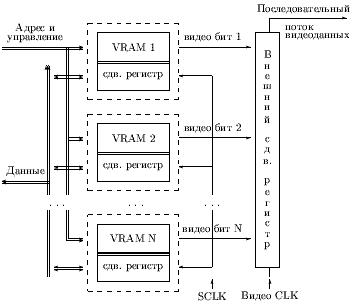 Последовательный
поток
видеоданных
Адрес и
управление
VRAM 1
сдв. регистр
видео бит 1
VRAM 2
сдв. регистр
видео бит 2
Данные
. . .
. . .
. . .
VRAM N
сдв. регистр
видео бит N
Внешний сдв. регистр
SCLK
Видео CLK